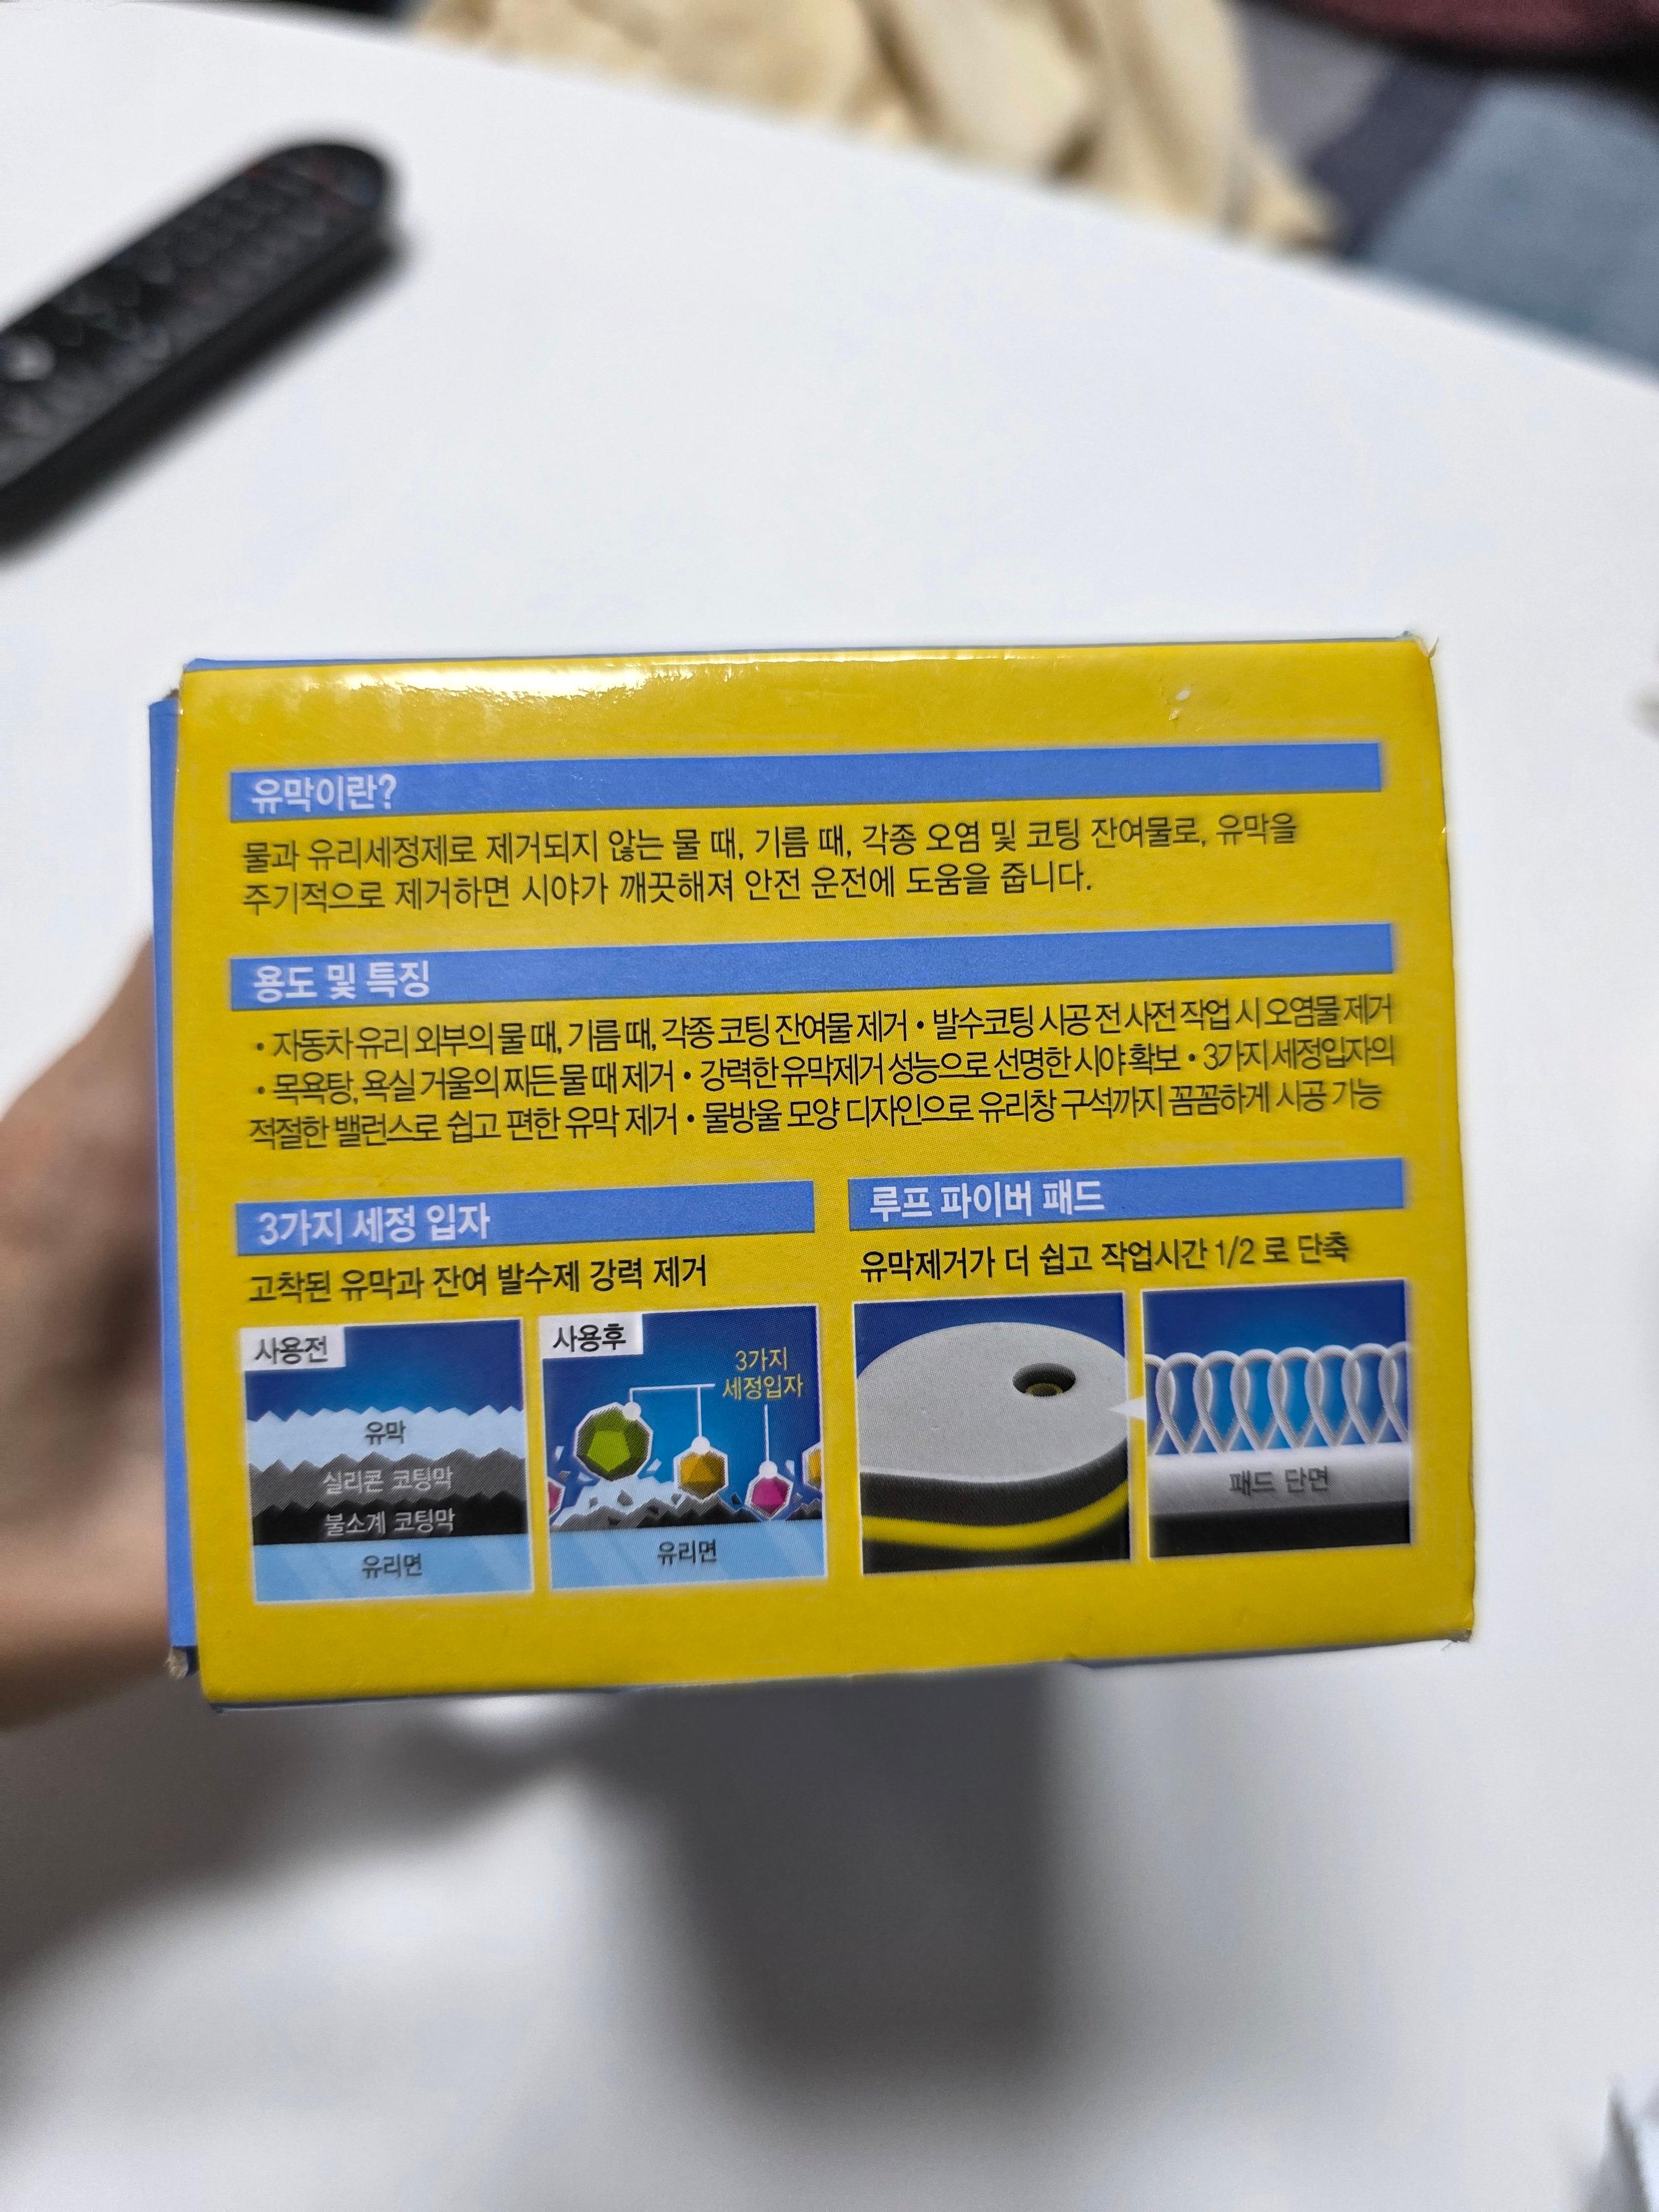 유막이란?
물과 유리세정제로 제거되지 않는 물 때, 기름 때, 각종 오염 및 코팅 잔여물로, 유막을
주기적으로 제거하면 시야가 깨끗해져 안전 운전에 도움을 줍니다.
용도 및 특징
• 자동차 유리 외부의 물 때, 기름 때, 각종 코팅 잔여물 제거 • 발수코팅 시공 전 사전 작업 시 오염물 제거
• 목욕탕, 욕실 거울의 찌든 물 때 제거 • 강력한 유막제거 성능으로 선명한 시야 확보 • 3가지 세정입자의
적절한 밸런스로 쉽고 편한 유막 제거 • 물방울 모양 디자인으로 유리창 구석까지 꼼꼼하게 시공 가능
3가지 세정 입자
고착된 유막과 잔여 발수제 강력 제거
사용전
유막
실리콘 코팅막
불소계 코팅막
유리면
사용후
3가지
세정입자
유리면
루프 파이버 패드
유막제거가 더 쉽고 작업시간 1/2 로 단축
패드 단면